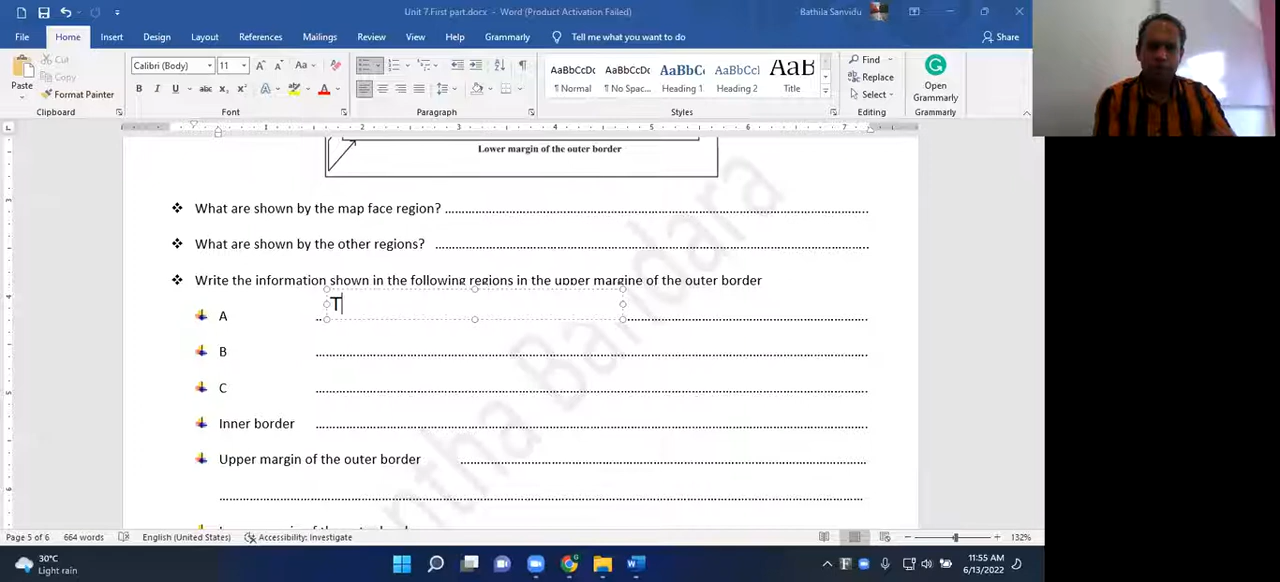 Unit 7.First part.docx - Word (Product Activation Failed)
Bathila Sanvidu
File Home Insert Design Layout References Mailings Review View Help Grammarly Tell me what you want to do Share
Paste
Cut
Copy
Format Painter
Clipboard
Calibri (Body) 11
Font
Paragraph
AaBbCcDc AaBbCcDc AaBbCc AaBbCcI AaB
¶ Normal ¶ No Spac... Heading 1 Heading 2 Title
Styles
Find
Replace
Select
Editing
Open
Grammarly
Grammarly
Lower margin of the outer border
What are shown by the map face region?
What are shown by the other regions?
Write the information shown in the following regions in the upper margine of the outer border
A T
B
C
Inner border
Upper margin of the outer border
Bandara
Page 5 of 6 664 words English (United States) Accessibility: Investigate 132%
30°C
Light rain
11:55 AM
6/13/2022